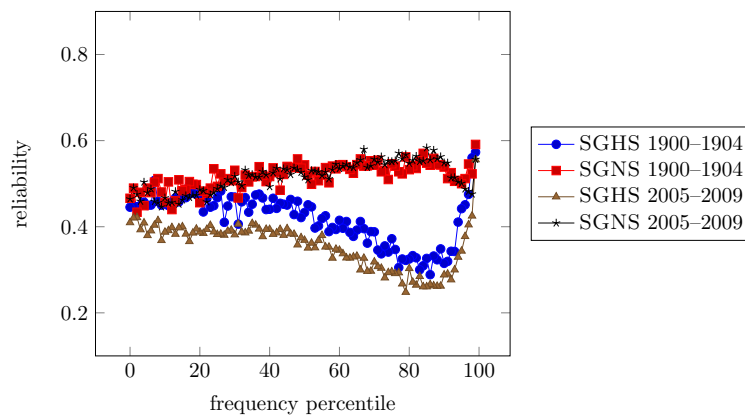 0.8
0.6
0.4
0.2
reliability
0 20 40 60 80 100
frequency percentile
SGHS 1900–1904
SGNS 1900–1904
SGHS 2005–2009
SGNS 2005–2009